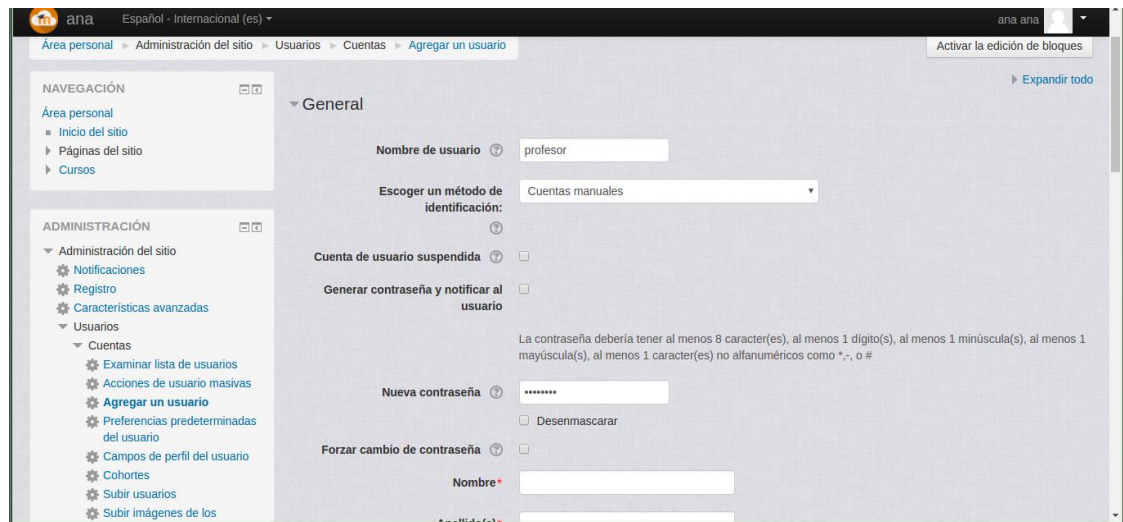 ana Español - Internacional (es) ana ana
Área personal Administración del sitio Usuarios Cuentas Agregar un usuario Activar la edición de bloques
Expandir todo
NAVEGACIÓN
Área personal
Inicio del sitio
Páginas del sitio
Cursos
ADMINISTRACIÓN
Administración del sitio
Notificaciones
Registro
Características avanzadas
Usuarios
Cuentas
Examinar lista de usuarios
Acciones de usuario masivas
Agregar un usuario
Preferencias predeterminadas
del usuario
Campos de perfil del usuario
Cohortes
Subir usuarios
Subir imágenes de los
General
Nombre de usuario profesor
Escoger un método de Cuentas manuales
identificación:
Cuenta de usuario suspendida
Generar contraseña y notificar al
usuario
La contraseña debería tener al menos 8 caracter(es), al menos 1 dígito(s), al menos 1 minúscula(s), al menos 1
mayúscula(s), al menos 1 caracter(es) no alfanuméricos como *,-, o #
Nueva contraseña ••••••••
Desenmascarar
Forzar cambio de contraseña
Nombre*
Apellido(s)*